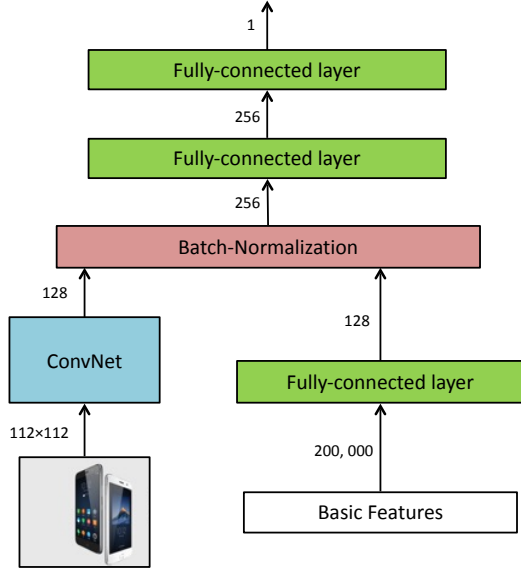 1
Fully-connected layer
256
Fully-connected layer
256
Batch-Normalization
128
128
ConvNet
Fully-connected layer
112×112
200, 000
Basic Features